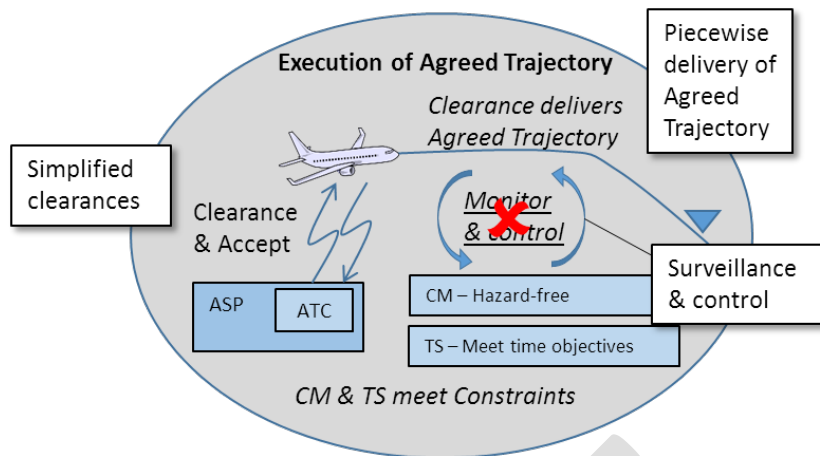 Execution of Agreed Trajectory
Piecewise
delivery of
Agreed
Trajectory
Clearance delivers
Agreed Trajectory
Simplified
clearances
Clearance
& Accept
Monitor
& control
Surveillance
& control
ASP
ATC
CM – Hazard-free
TS – Meet time objectives
CM & TS meet Constraints